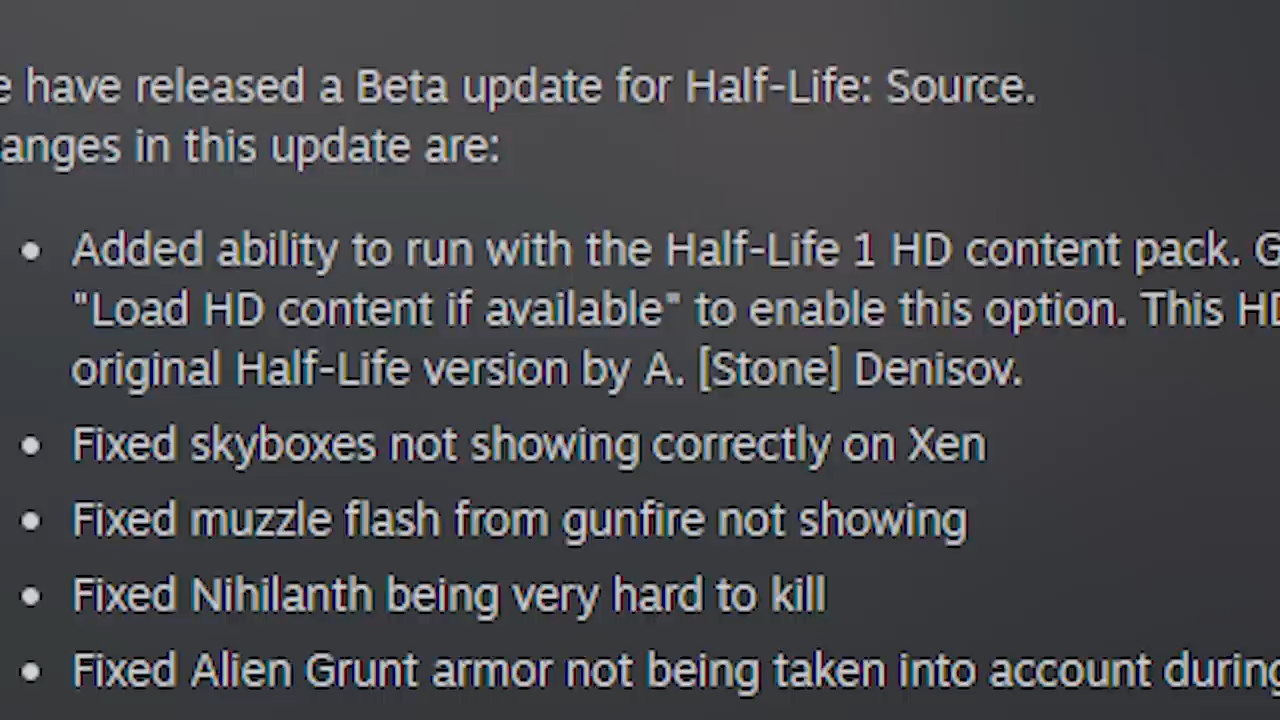 e have released a Beta update for Half-Life: Source.
anges in this update are:
• Added ability to run with the Half-Life 1 HD content pack. G
"Load HD content if available" to enable this option. This HD
original Half-Life version by A. [Stone] Denisov.
• Fixed skyboxes not showing correctly on Xen
• Fixed muzzle flash from gunfire not showing
• Fixed Nihilanth being very hard to kill
• Fixed Alien Grunt armor not being taken into account during